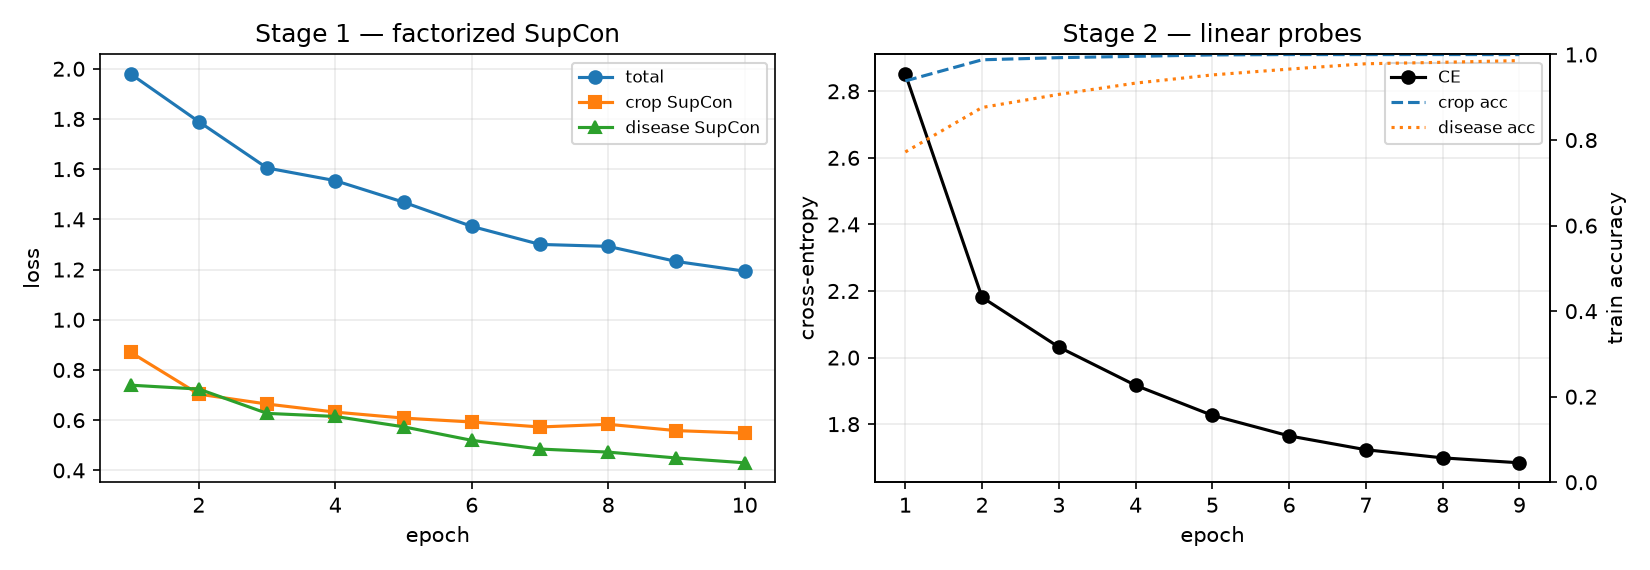 Stage 1 — factorized SupCon
loss
2.0
1.8
1.6
1.4
1.2
1.0
0.8
0.6
0.4
total
crop SupCon
disease SupCon
2 4 6 8 10
epoch
Stage 2 — linear probes
cross-entropy
2.8
2.6
2.4
2.2
2.0
1.8
CE
crop acc
disease acc
1.0
0.8
0.6
0.4
0.2
0.0
train accuracy
1 2 3 4 5 6 7 8 9
epoch